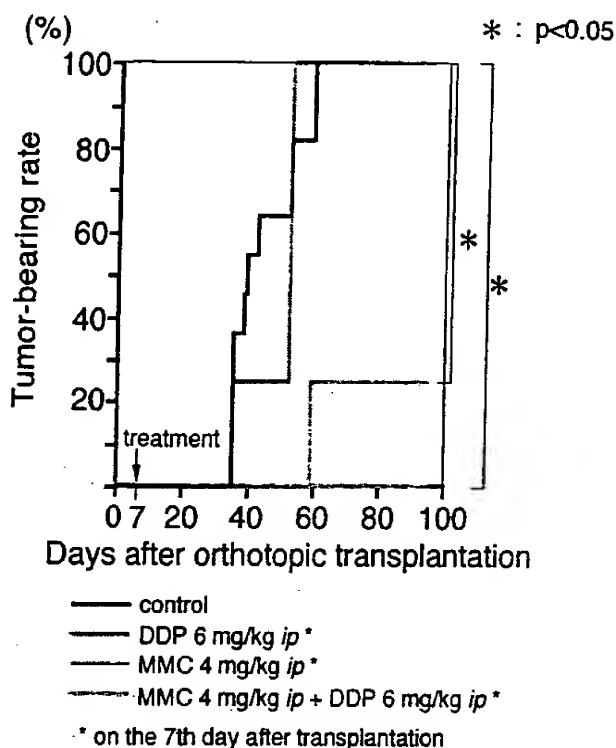 (%)
* : p<0.05
100
80
60
40
20
Tumor-bearing rate
*
*
treatment
0 7 20 40 60 80 100
Days after orthotopic transplantation
control
DDP 6 mg/kg ip *
MMC 4 mg/kg ip *
MMC 4 mg/kg ip + DDP 6 mg/kg ip *
* on the 7th day after transplantation